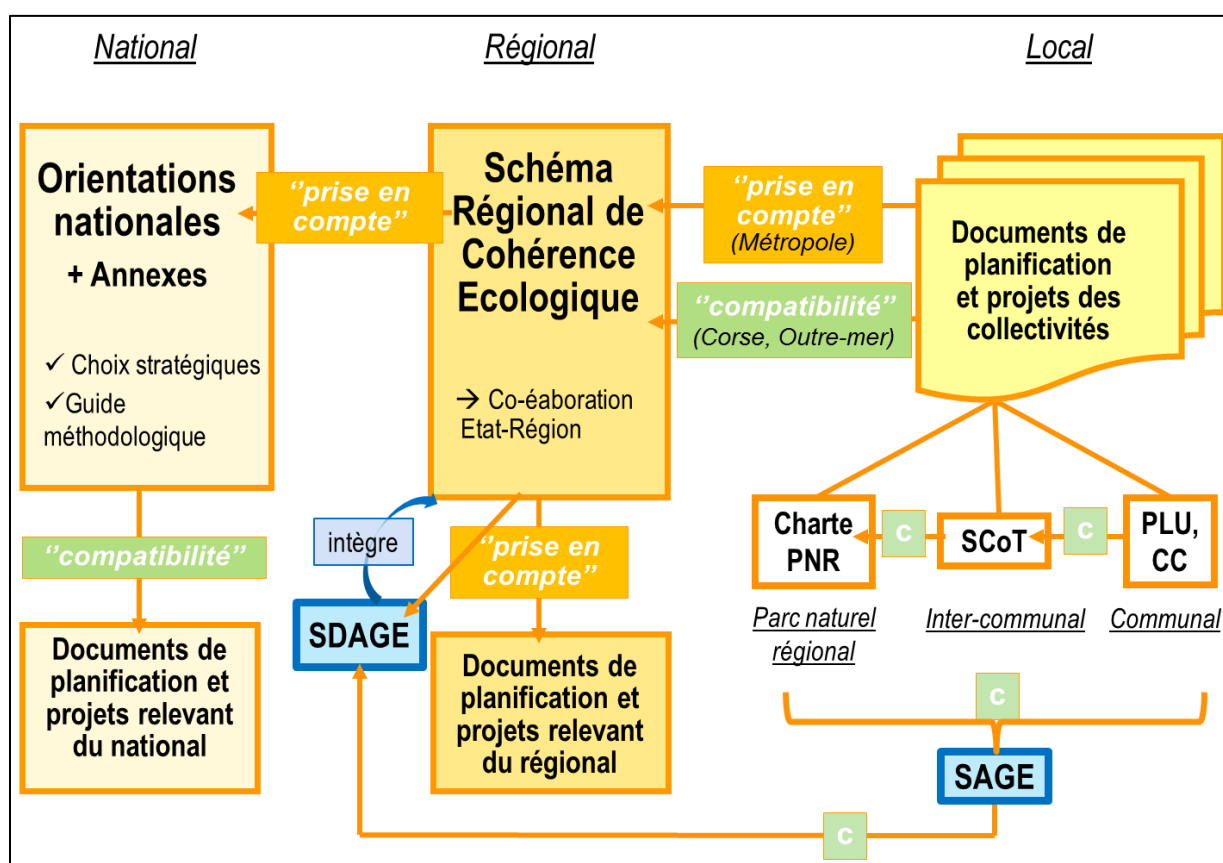 National
Régional
Local
Orientations
nationales
+ Annexes
✓ Choix stratégiques
✓Guide
méthodologique
‘’prise en
compte’’
Schéma
Régional de
Cohérence
Ecologique
→ Co-éaboration
Etat-Région
‘’prise en
compte’’
(Métropole)
‘’compatibilité’’
(Corse, Outre-mer)
Documents de
planification
et projets des
collectivités
‘’compatibilité’’
Documents de
planification et
projets relevant
du national
intègre
SDAGE
‘’prise en
compte’’
Documents de
planification et
projets relevant
du régional
Charte
PNR
c
SCoT
c
PLU,
CC
Parc naturel
régional
Inter-communal
Communal
c
SAGE
c